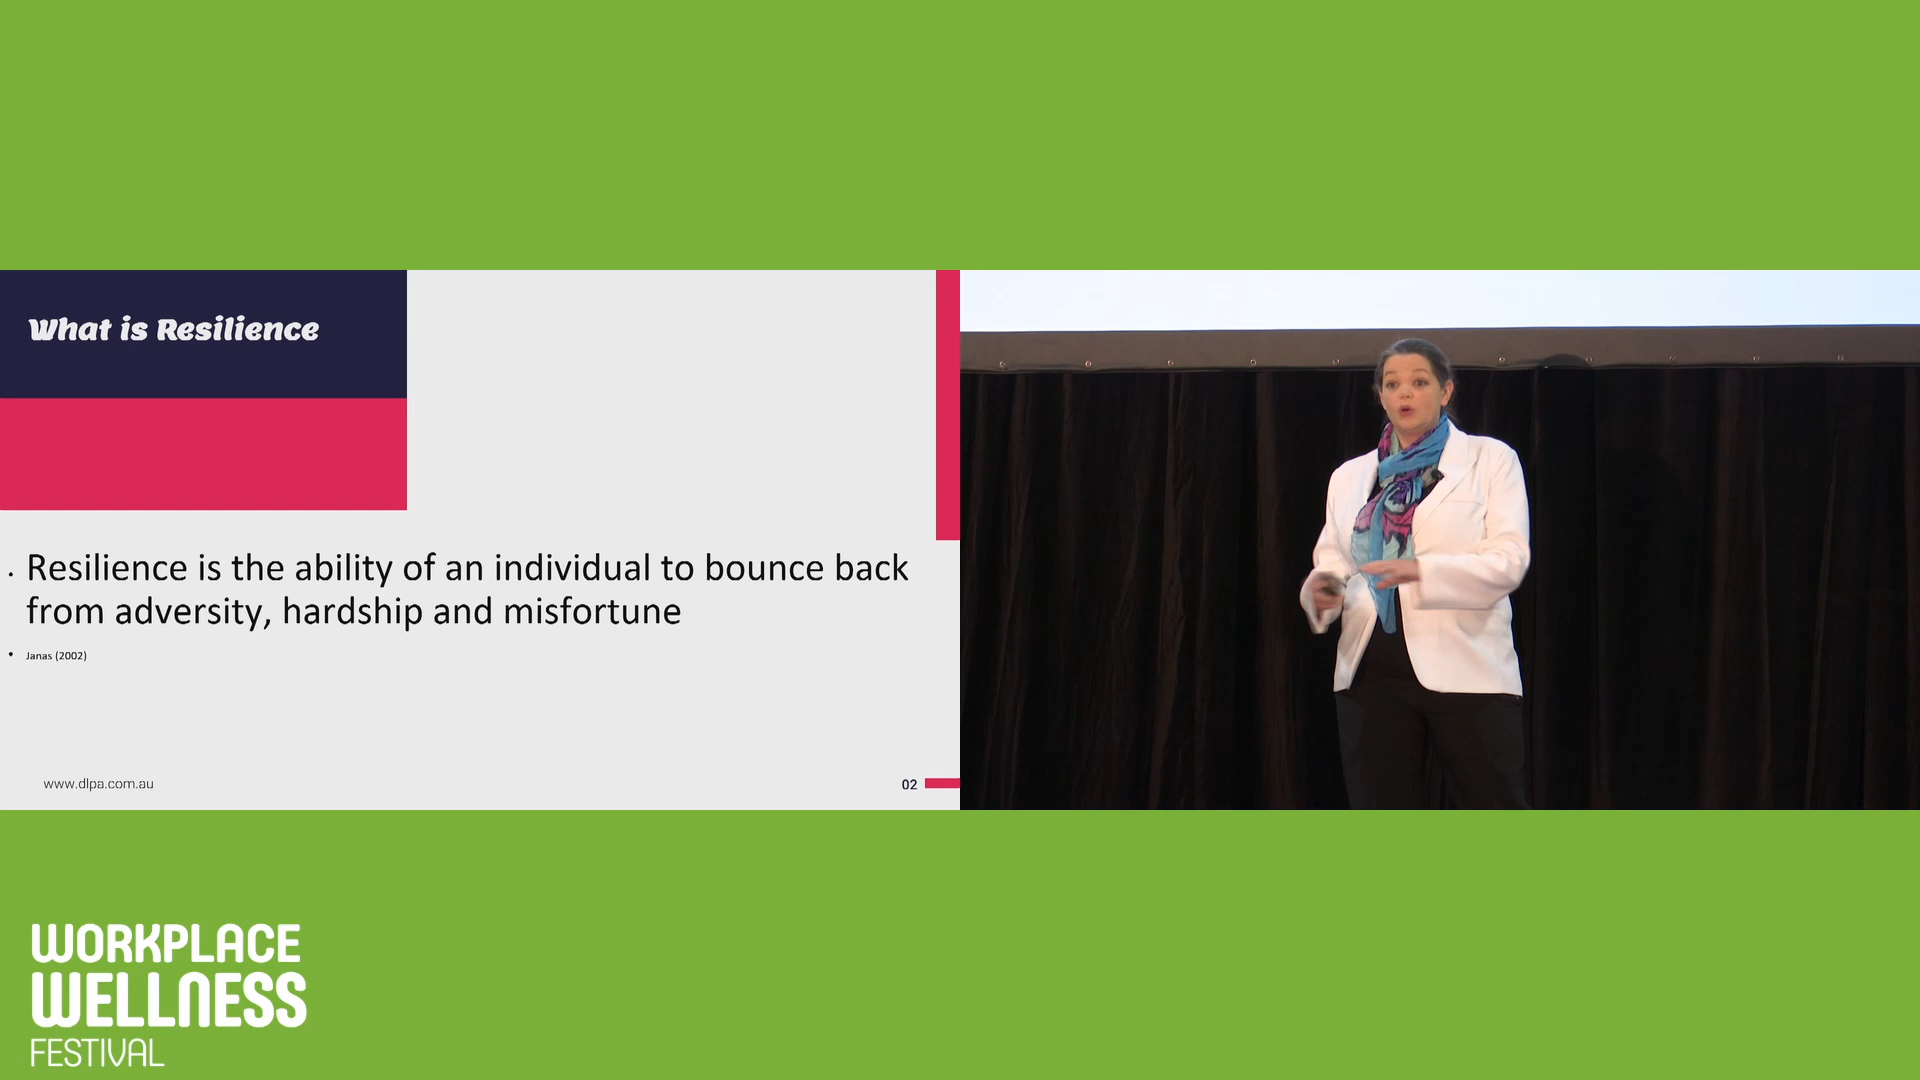 What is Resilience
• Resilience is the ability of an individual to bounce back
from adversity, hardship and misfortune
• Janas (2002)
www.dlpa.com.au
02
WORKPLACE
WELLNESS
FESTIVAL